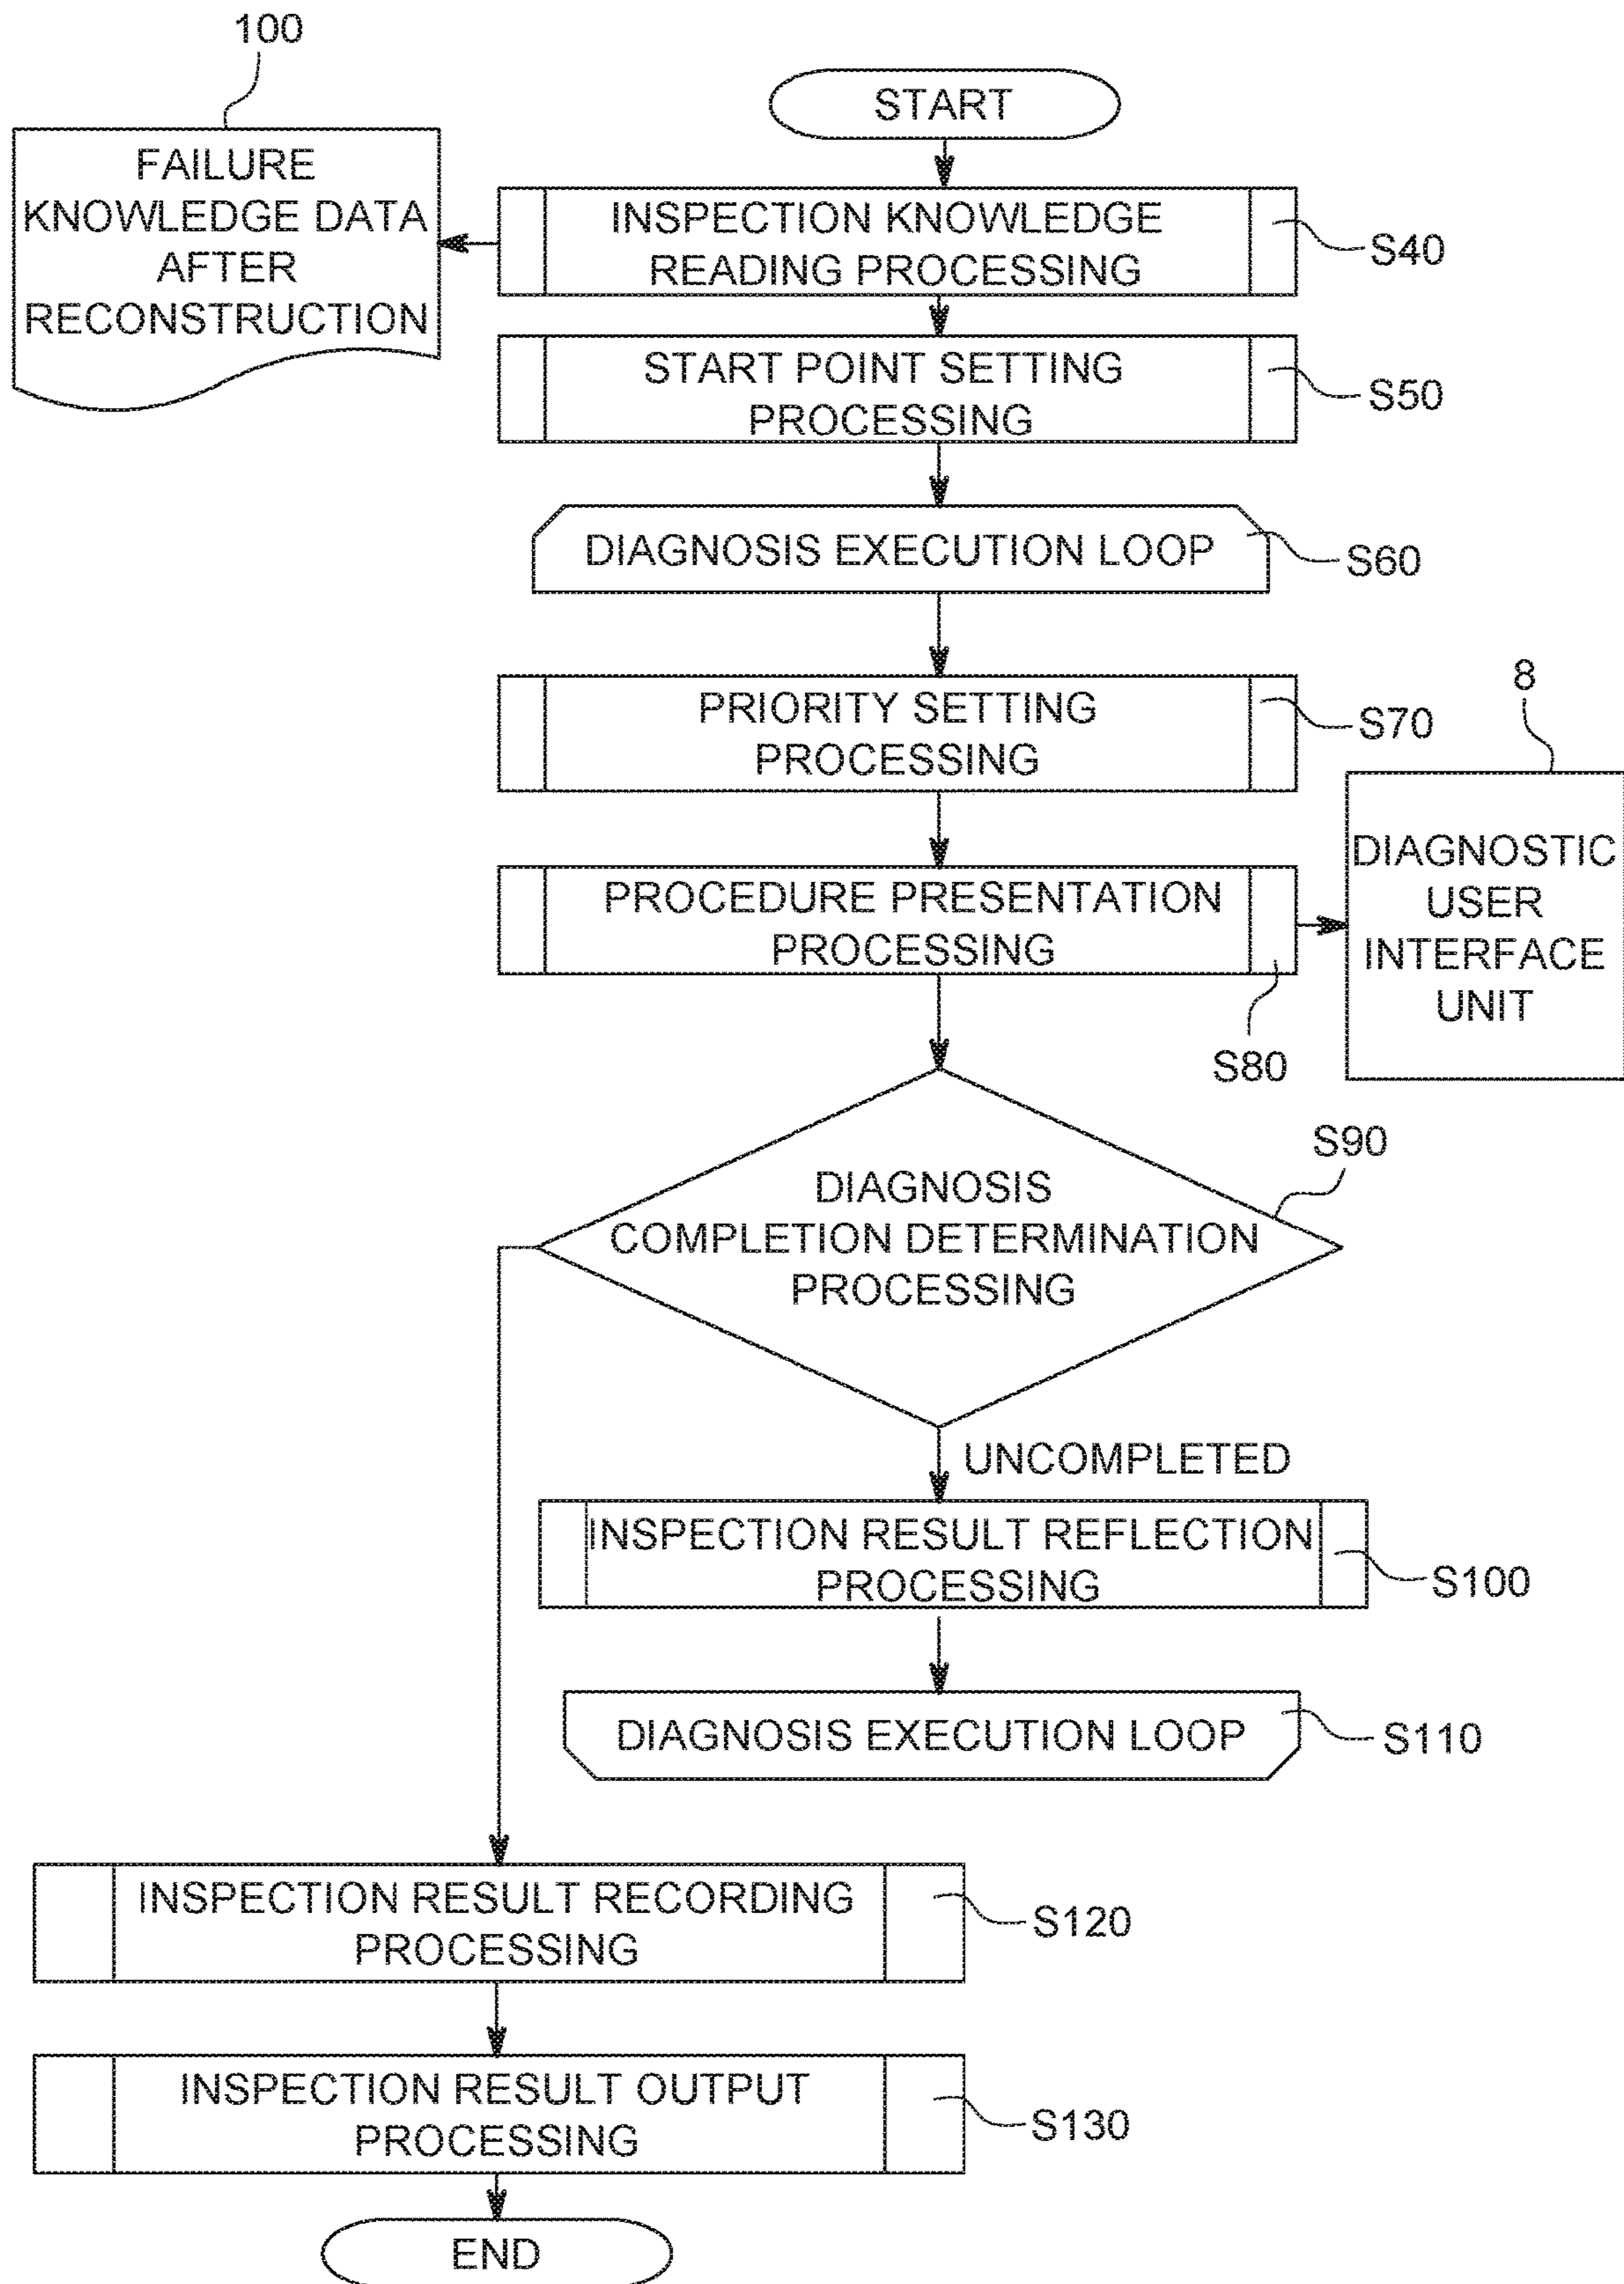 100
START
FAILURE
KNOWLEDGE DATA
AFTER
RECONSTRUCTION
INSPECTION KNOWLEDGE
READING PROCESSING
S40
START POINT SETTING
PROCESSING
S50
DIAGNOSIS EXECUTION LOOP
S60
PRIORITY SETTING
PROCESSING
S70
8
PROCEDURE PRESENTATION
PROCESSING
S80
DIAGNOSTIC
USER
INTERFACE
UNIT
DIAGNOSIS
COMPLETION DETERMINATION
PROCESSING
S90
UNCOMPLETED
INSPECTION RESULT REFLECTION
PROCESSING
S100
DIAGNOSIS EXECUTION LOOP
S110
INSPECTION RESULT RECORDING
PROCESSING
S120
INSPECTION RESULT OUTPUT
PROCESSING
S130
END